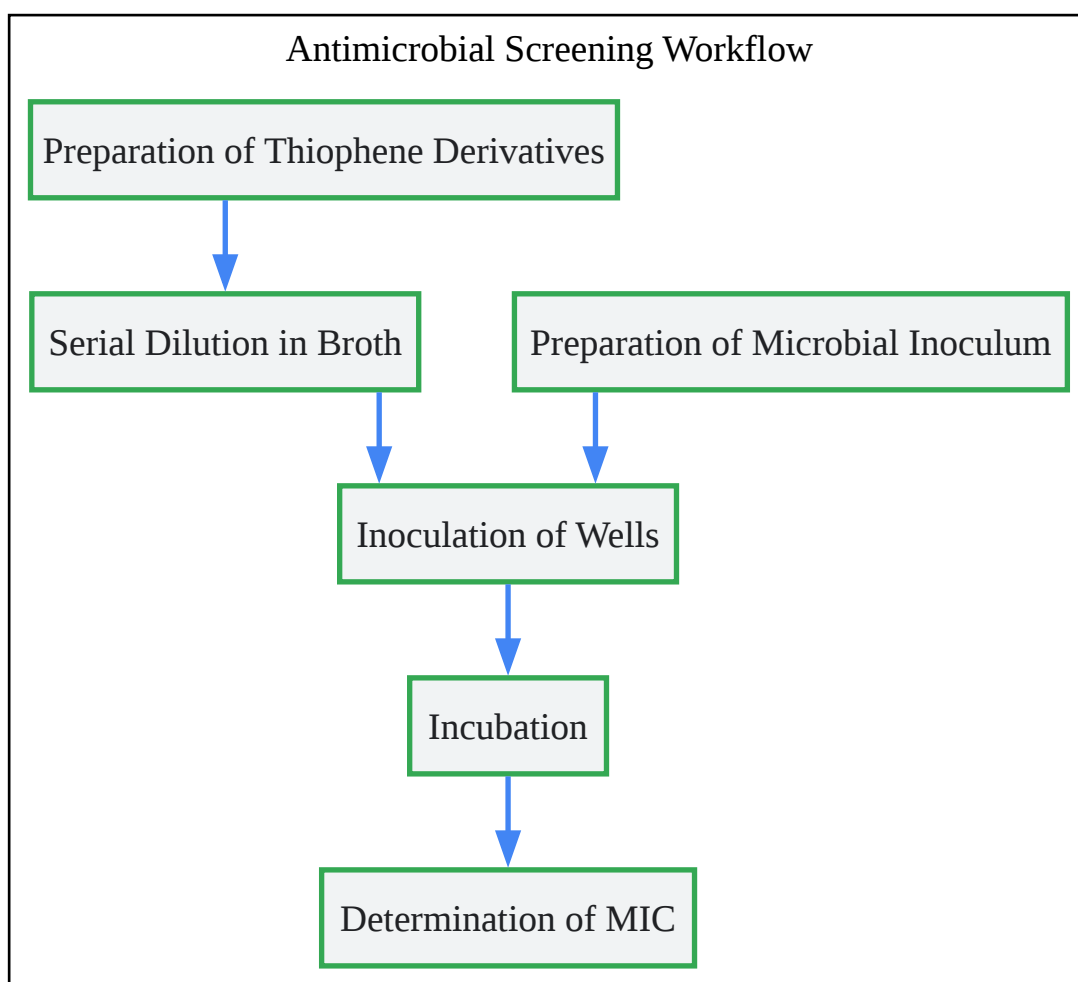 Antimicrobial Screening Workflow
Preparation of Thiophene Derivatives
Serial Dilution in Broth
Preparation of Microbial Inoculum
Inoculation of Wells
Incubation
Determination of MIC